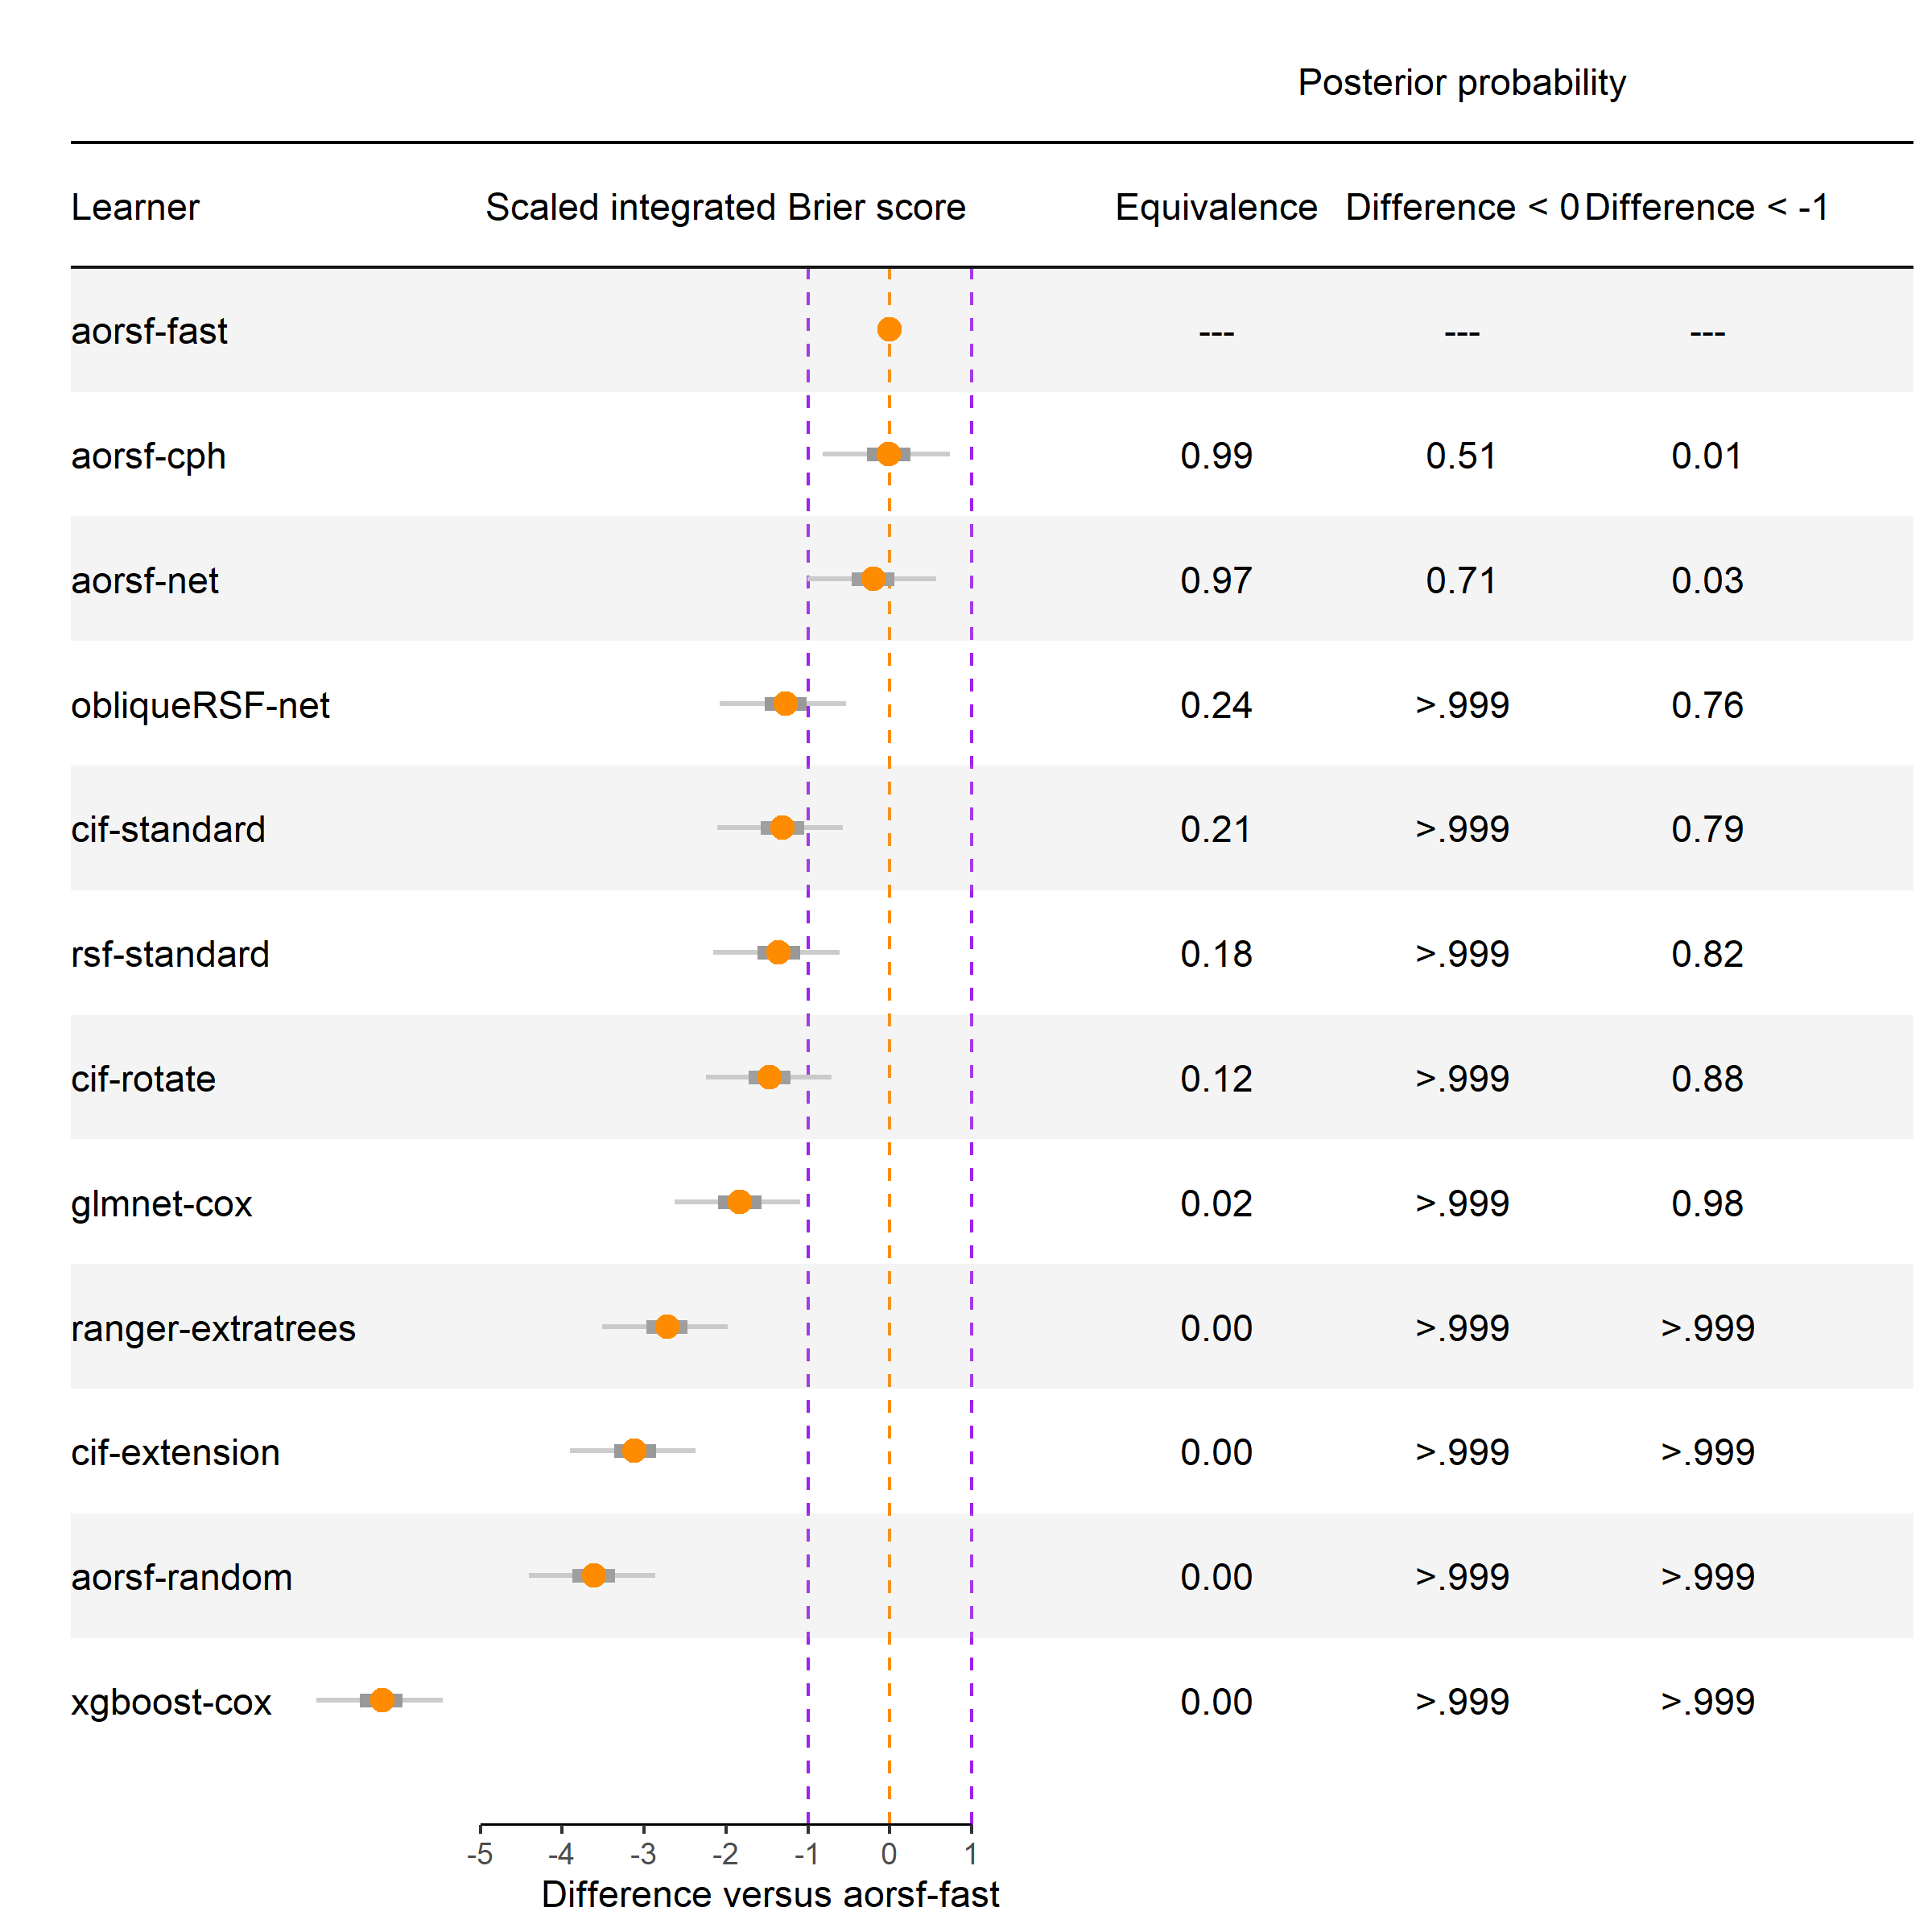 Posterior probability
Learner Scaled integrated Brier score Equivalence Difference < 0 Difference < -1
aorsf-fast --- --- ---
aorsf-cph 0.99 0.51 0.01
aorsf-net 0.97 0.71 0.03
obliqueRSF-net 0.24 >.999 0.76
cif-standard 0.21 >.999 0.79
rsf-standard 0.18 >.999 0.82
cif-rotate 0.12 >.999 0.88
glmnet-cox 0.02 >.999 0.98
ranger-extratrees 0.00 >.999 >.999
cif-extension 0.00 >.999 >.999
aorsf-random 0.00 >.999 >.999
xgboost-cox 0.00 >.999 >.999
-5 -4 -3 -2 -1 0 1
Difference versus aorsf-fast